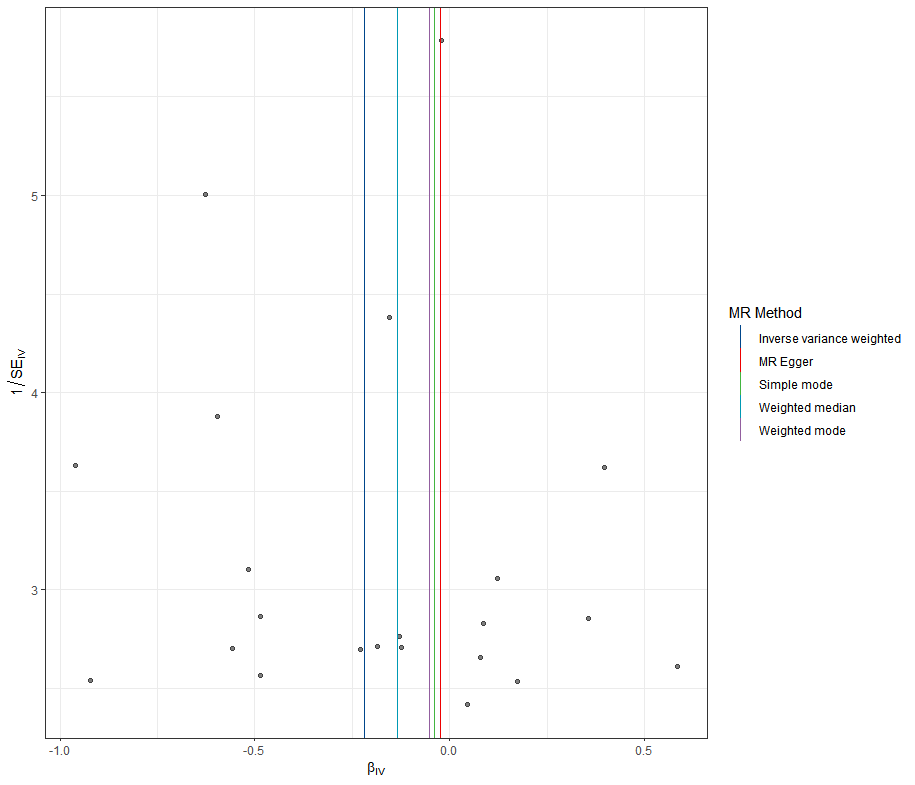 5
4
3
1/SE_IV
-1.0
-0.5
0.0
0.5
β_IV
MR Method
Inverse variance weighted
MR Egger
Simple mode
Weighted median
Weighted mode